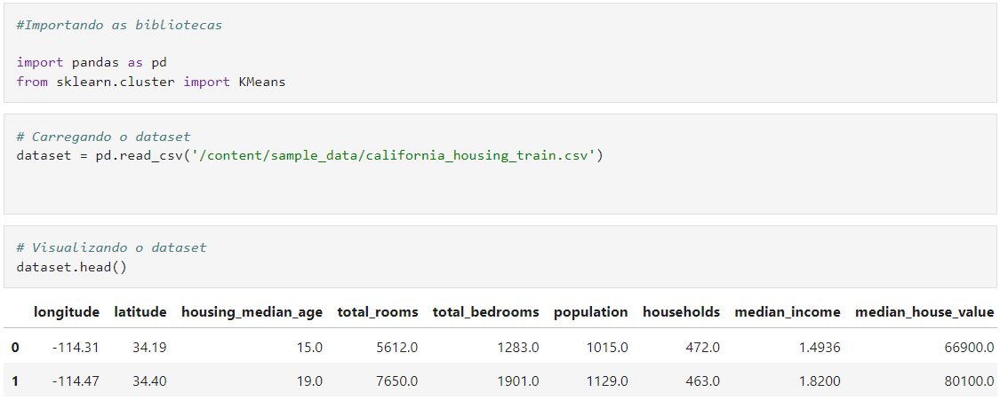 #Importando as bibliotecas
import pandas as pd
from sklearn.cluster import KMeans
# Carregando o dataset
dataset = pd.read_csv('/content/sample_data/california_housing_train.csv')
# Visualizando o dataset
dataset.head()
longitude latitude housing_median_age total_rooms total_bedrooms population households median_income median_house_value
0 -114.31 34.19 15.0 5612.0 1283.0 1015.0 472.0 1.4936 66900.0
1 -114.47 34.40 19.0 7650.0 1901.0 1129.0 463.0 1.8200 80100.0